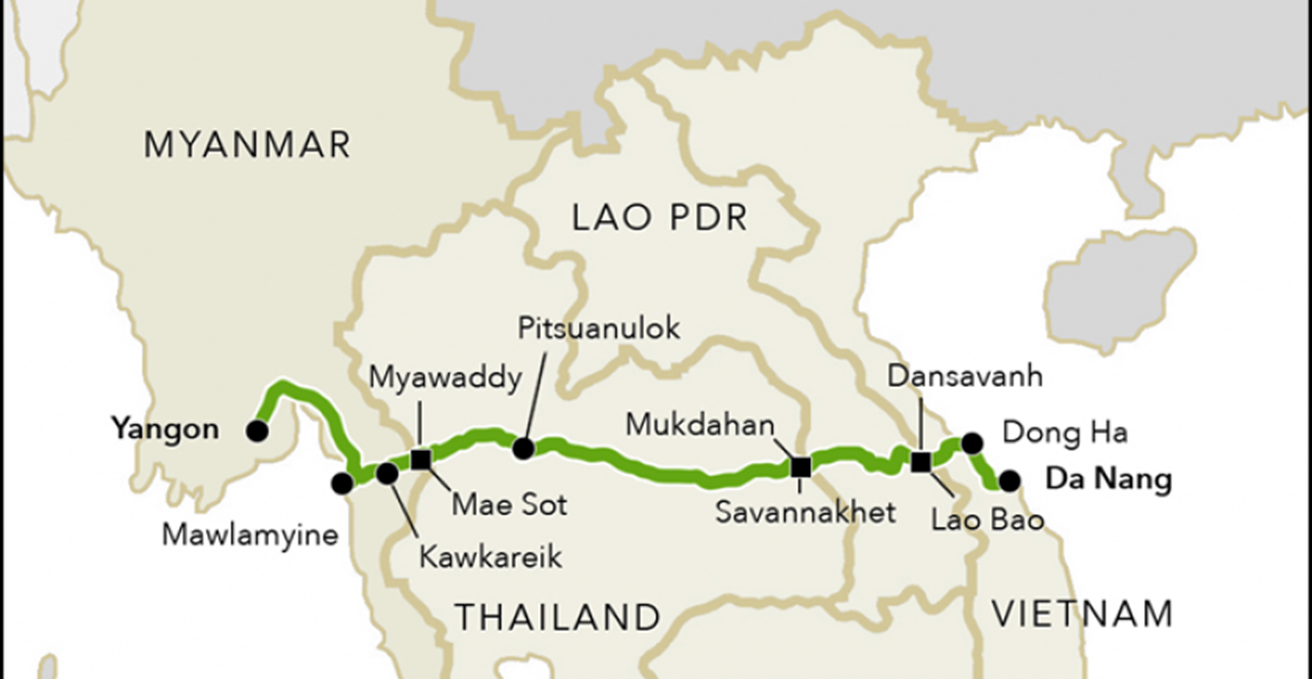 MYANMAR
LAO PDR
Pitsuanulok
Myawaddy
Dansavanh
Yangon
Mukdahan
Dong Ha
Da Nang
Mae Sot
Savannakhet
Lao Bao
Mawlamyine
Kawkareik
THAILAND
VIETNAM